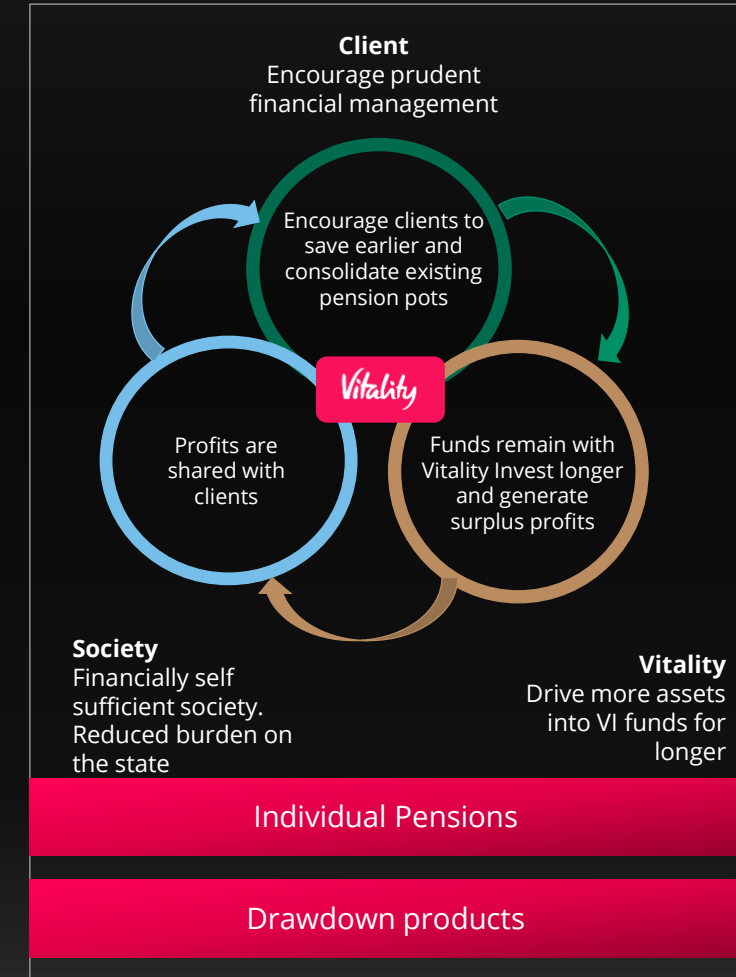 Client
Encourage prudent
financial management
Encourage clients to
save earlier and
consolidate existing
pension pots
Vitality
Profits are
shared with
clients
Funds remain with
Vitality Invest longer
and generate
surplus profits
Society
Financially self
sufficient society.
Reduced burden on
the state
Vitality
Drive more assets
into VI funds for
longer
Individual Pensions
Drawdown products